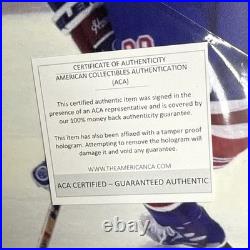 CERTIFICATE OF AUTHENTICITY
AMERICAN COLLECTIBLES AUTHENTICATION
(ACA)
This certified authentic item was signed in the
presence of an ACA representative and is covered by
our 100% money back authenticity guarantee.
This item has also been affixed with a tamper proof
hologram. Attempting to remove the hologram will
damage it and void any guarantee.
WWW.THEAMERICANCA.COM
ACA CERTIFIED – GUARANTEED AUTHENTIC